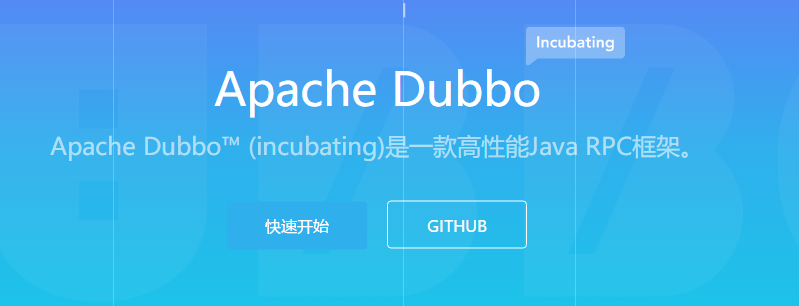 Incubating
Apache Dubbo
Apache Dubbo™ (incubating)是一款高性能Java RPC框架。
快速开始
GITHUB